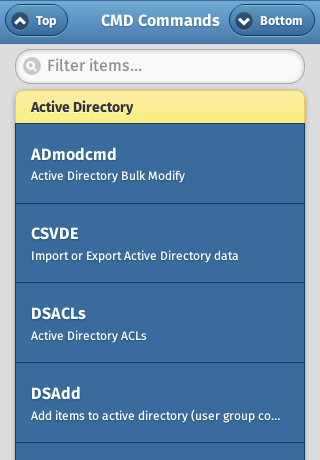 Top
CMD Commands
Bottom
Filter items...
Active Directory
ADmodcmd
Active Directory Bulk Modify
CSVDE
Import or Export Active Directory data
DSACLs
Active Directory ACLs
DSAdd
Add items to active directory (user group co...